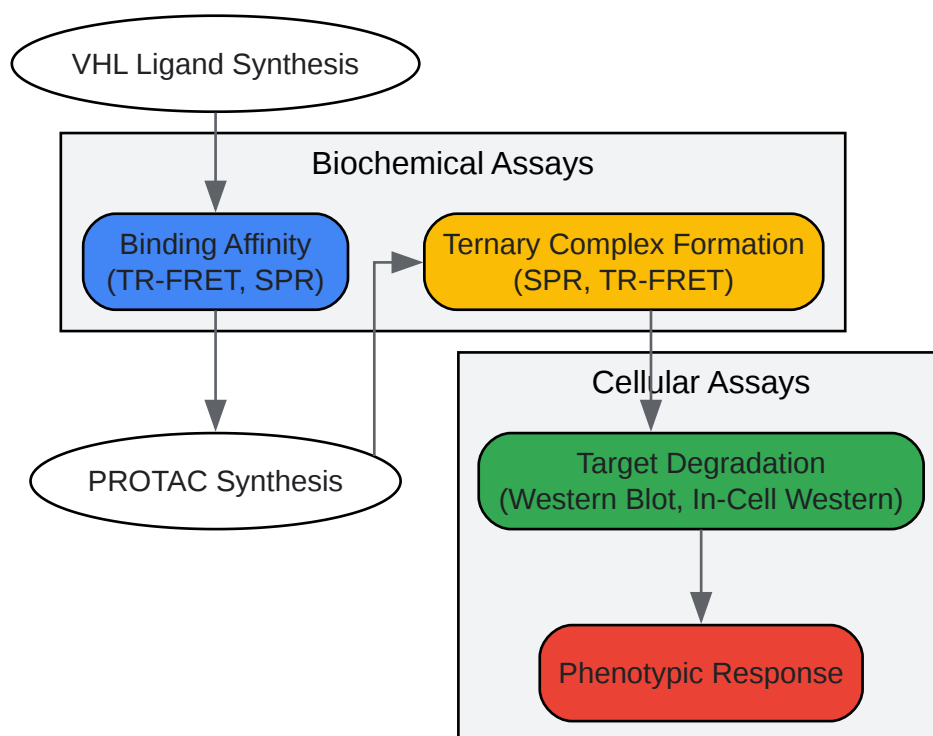 VHL Ligand Synthesis
Biochemical Assays
Binding Affinity
(TR-FRET, SPR)
Ternary Complex Formation
(SPR, TR-FRET)
Cellular Assays
PROTAC Synthesis
Target Degradation
(Western Blot, In-Cell Western)
Phenotypic Response